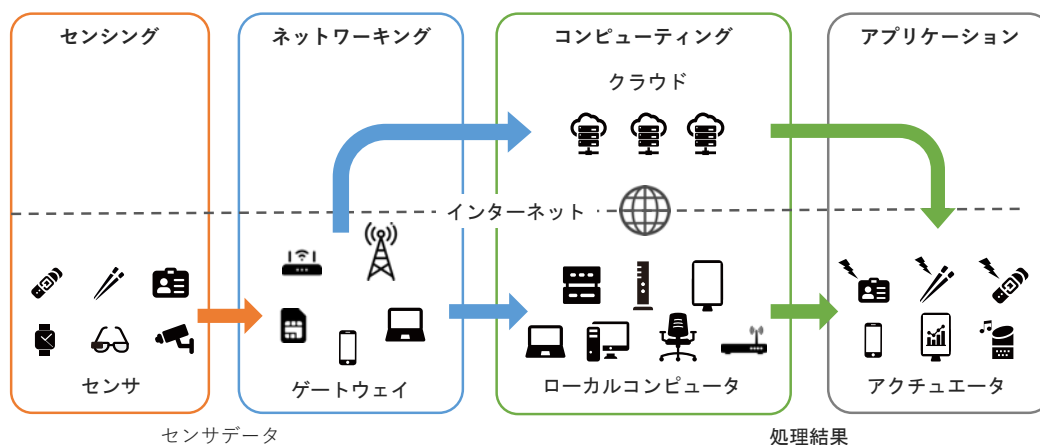 センシング
ネットワーキング
コンピューティング
アプリケーション
クラウド
インターネット
センサ
ゲートウェイ
ローカルコンピュータ
アクチュエータ
センサデータ
処理結果